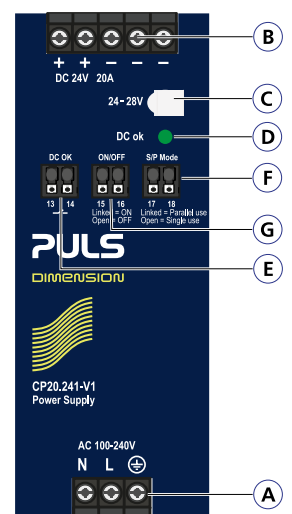 B
+ + – – –
DC 24V 20A
24-28V
C
DC ok
D
DC OK ON/OFF S/P Mode
F
13 14 15 16 17 18
Linked = ON Linked = Parallel use
Open = OFF Open = Single use
G
PULS
E
DIMENSION
CP20.241-V1
Power Supply
AC 100-240V
N L
A